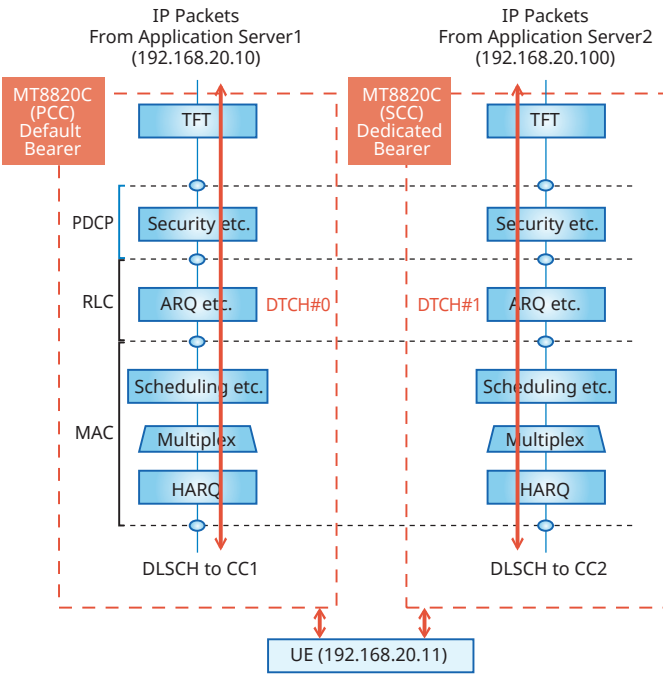 IP Packets
From Application Server1
(192.168.20.10)
IP Packets
From Application Server2
(192.168.20.100)
MT8820C
(PCC)
Default
Bearer
MT8820C
(SCC)
Dedicated
Bearer
TFT
TFT
PDCP
Security etc.
Security etc.
RLC
ARQ etc.
DTCH#0
DTCH#1
ARQ etc.
Scheduling etc.
Scheduling etc.
MAC
Multiplex
Multiplex
HARQ
HARQ
DLSCH to CC1
DLSCH to CC2
UE (192.168.20.11)